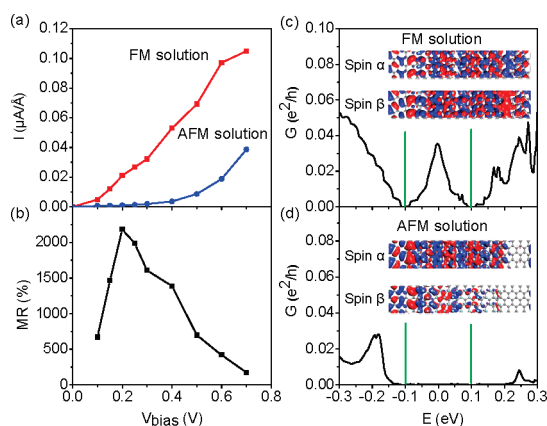 (a)
FM solution
AFM solution
I (μA/Å)
0.12
0.10
0.08
0.06
0.04
0.02
0.00
(b)
MR (%)
2000
1500
1000
500
0
0.0 0.2 0.4 0.6 0.8
Vbias (V)
(c)
FM solution
Spin α
Spin β
G (e²/h)
0.08
0.06
0.04
0.02
0.00
(d)
AFM solution
Spin α
Spin β
G (e²/h)
0.08
0.06
0.04
0.02
0.00
-0.3 -0.2 -0.1 0.0 0.1 0.2 0.3
E (eV)